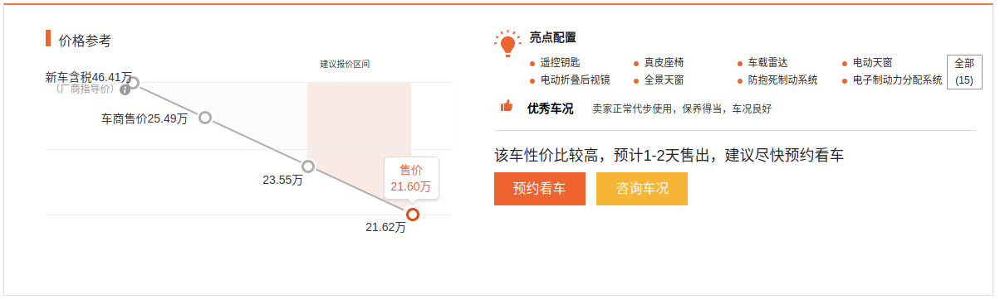 价格参考
建议报价区间
新车含税46.41万
（厂商指导价）
车商售价25.49万
23.55万
售价
21.60万
21.62万
亮点配置
遥控钥匙
真皮座椅
车载雷达
电动天窗
电动折叠后视镜
全景天窗
防抱死制动系统
电子制动力分配系统
全部
(15)
优秀车况
卖家正常代步使用，保养得当，车况良好
该车性价比较高，预计1-2天售出，建议尽快预约看车
预约看车
咨询车况